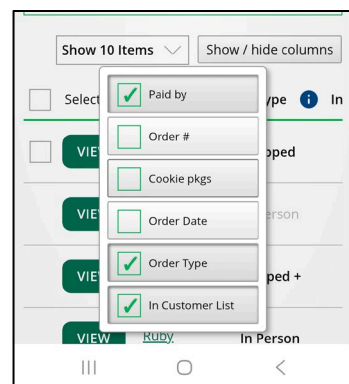 Show 10 Items Show / hide columns
Select ype i In
Paid by
VIE pped
Order #
Cookie pkgs
VIE erson
Order Date
VIE Order Type ped +
In Customer List
VIEW Ruby In Person